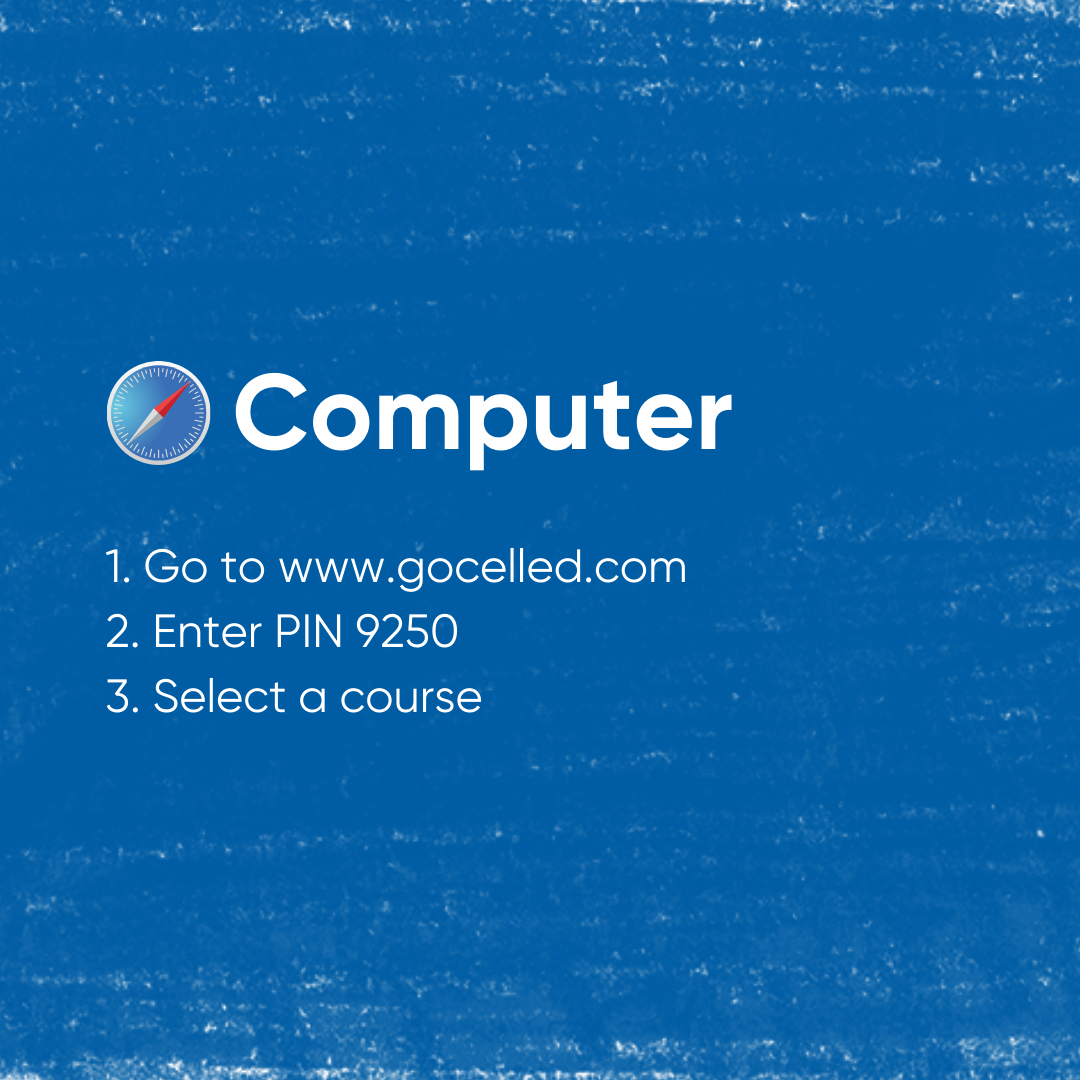 Computer
1. Go to www.gocelled.com
2. Enter PIN 9250
3. Select a course